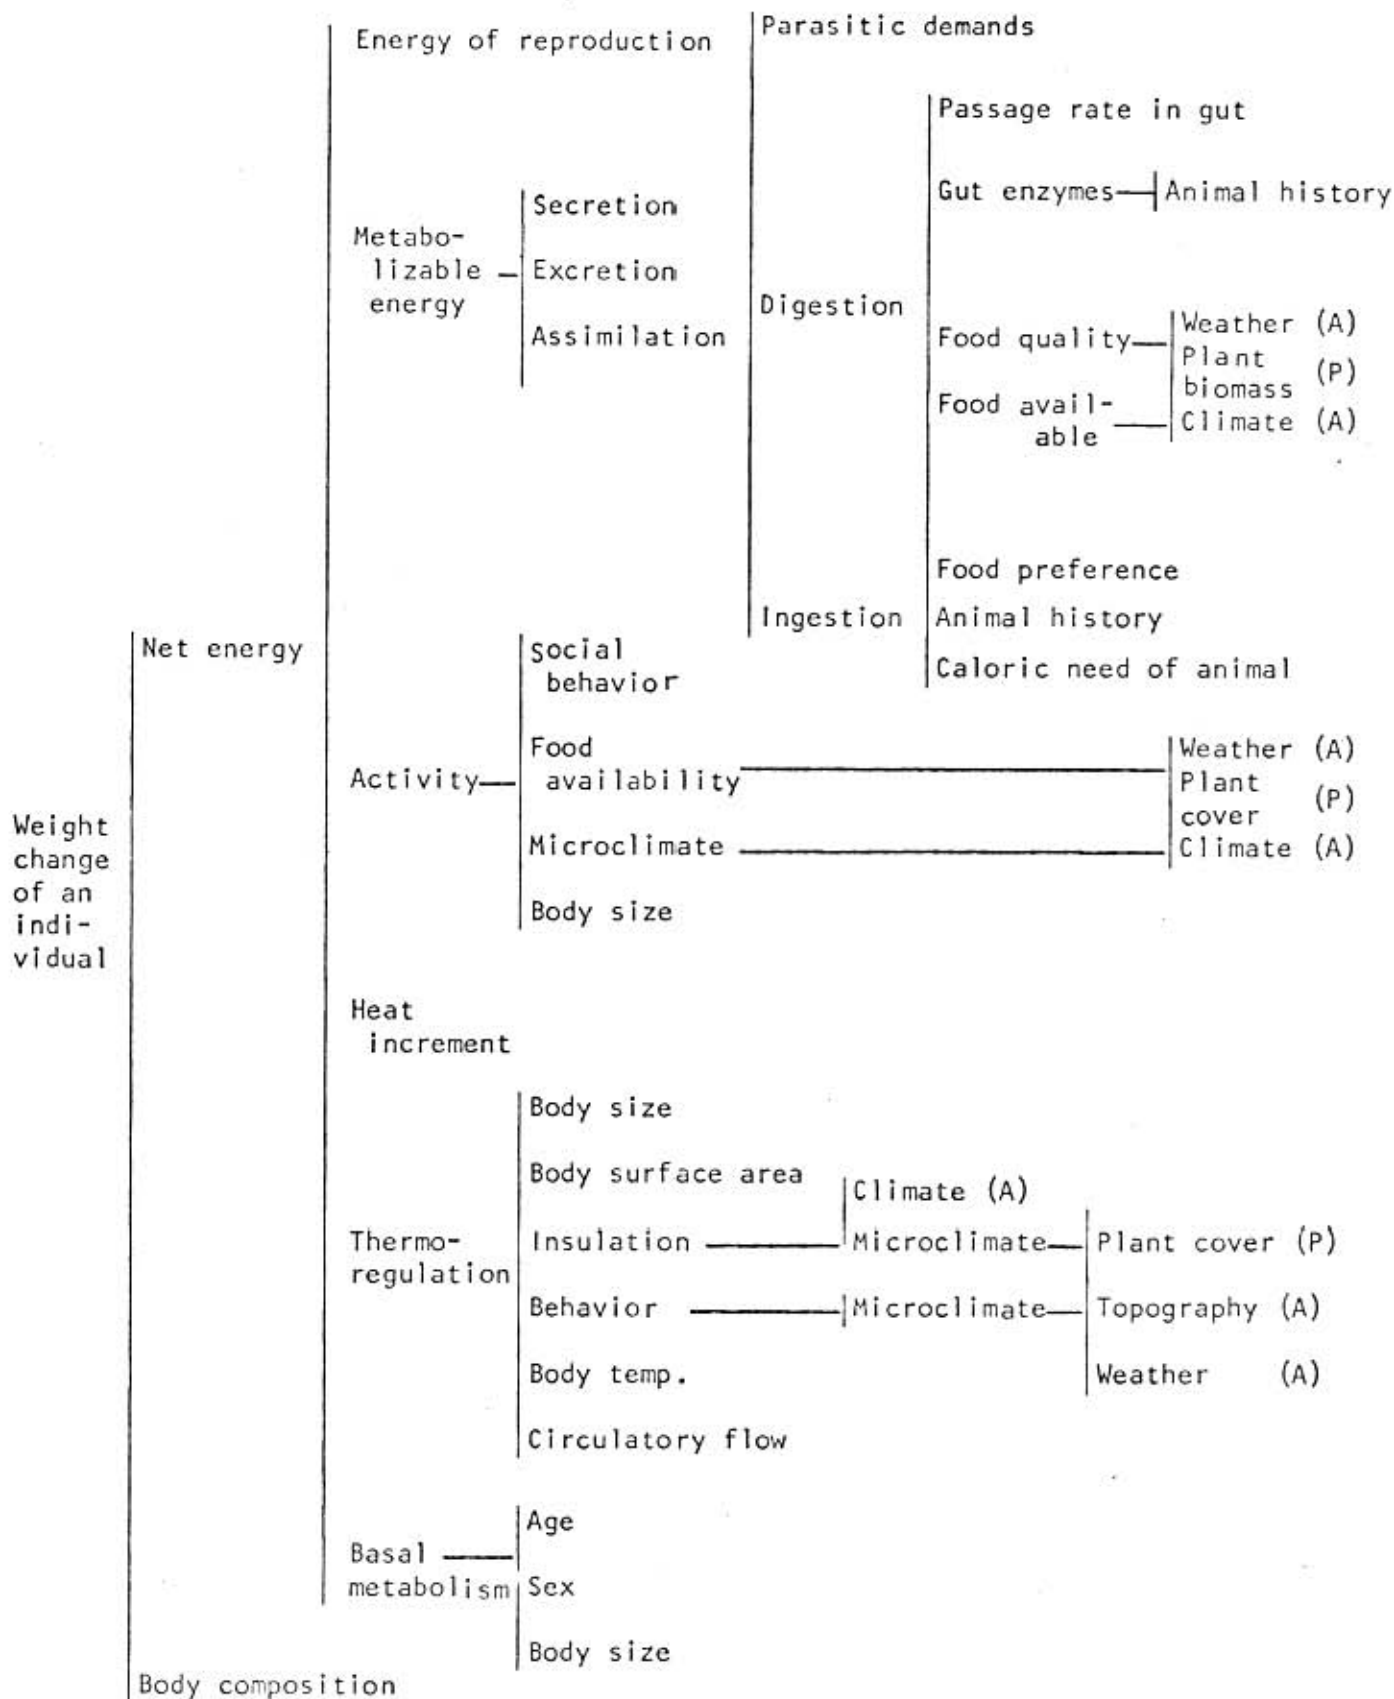 Energy of reproduction
Parasitic demands
Passage rate in gut
Gut enzymes
Animal history
Metabo-
lizable
energy
Secretion
Excretion
Assimilation
Digestion
Food quality
Food avail-
able
Weather (A)
Plant
biomass (P)
Climate (A)
Food preference
Ingestion
Animal history
Caloric need of animal
Net energy
Social
behavior
Activity
Food
availability
Weather (A)
Plant
cover (P)
Climate (A)
Microclimate
Body size
Weight
change
of an
indi-
vidual
Heat
increment
Body size
Body surface area
Climate (A)
Thermo-
regulation
Insulation
Microclimate
Plant cover (P)
Behavior
Microclimate
Topography (A)
Body temp.
Weather (A)
Circulatory flow
Basal
metabolism
Age
Sex
Body size
Body composition